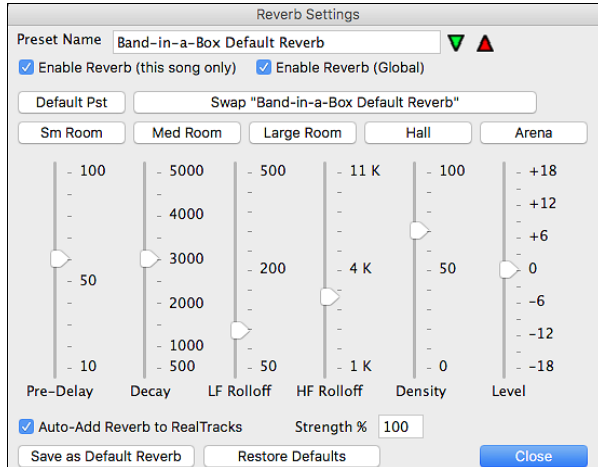 Reverb Settings
Preset Name Band-in-a-Box Default Reverb
Enable Reverb (this song only) Enable Reverb (Global)
Default Pst Swap "Band-in-a-Box Default Reverb"
Sm Room Med Room Large Room Hall Arena
100 5000 500 11 K 100 +18
+12
4000
+6
3000 200 4 K 50 0
50
2000 -6
1000 -12
10 500 50 1 K 0 -18
Pre-Delay Decay LF Rolloff HF Rolloff Density Level
Auto-Add Reverb to RealTracks Strength % 100
Save as Default Reverb Restore Defaults Close